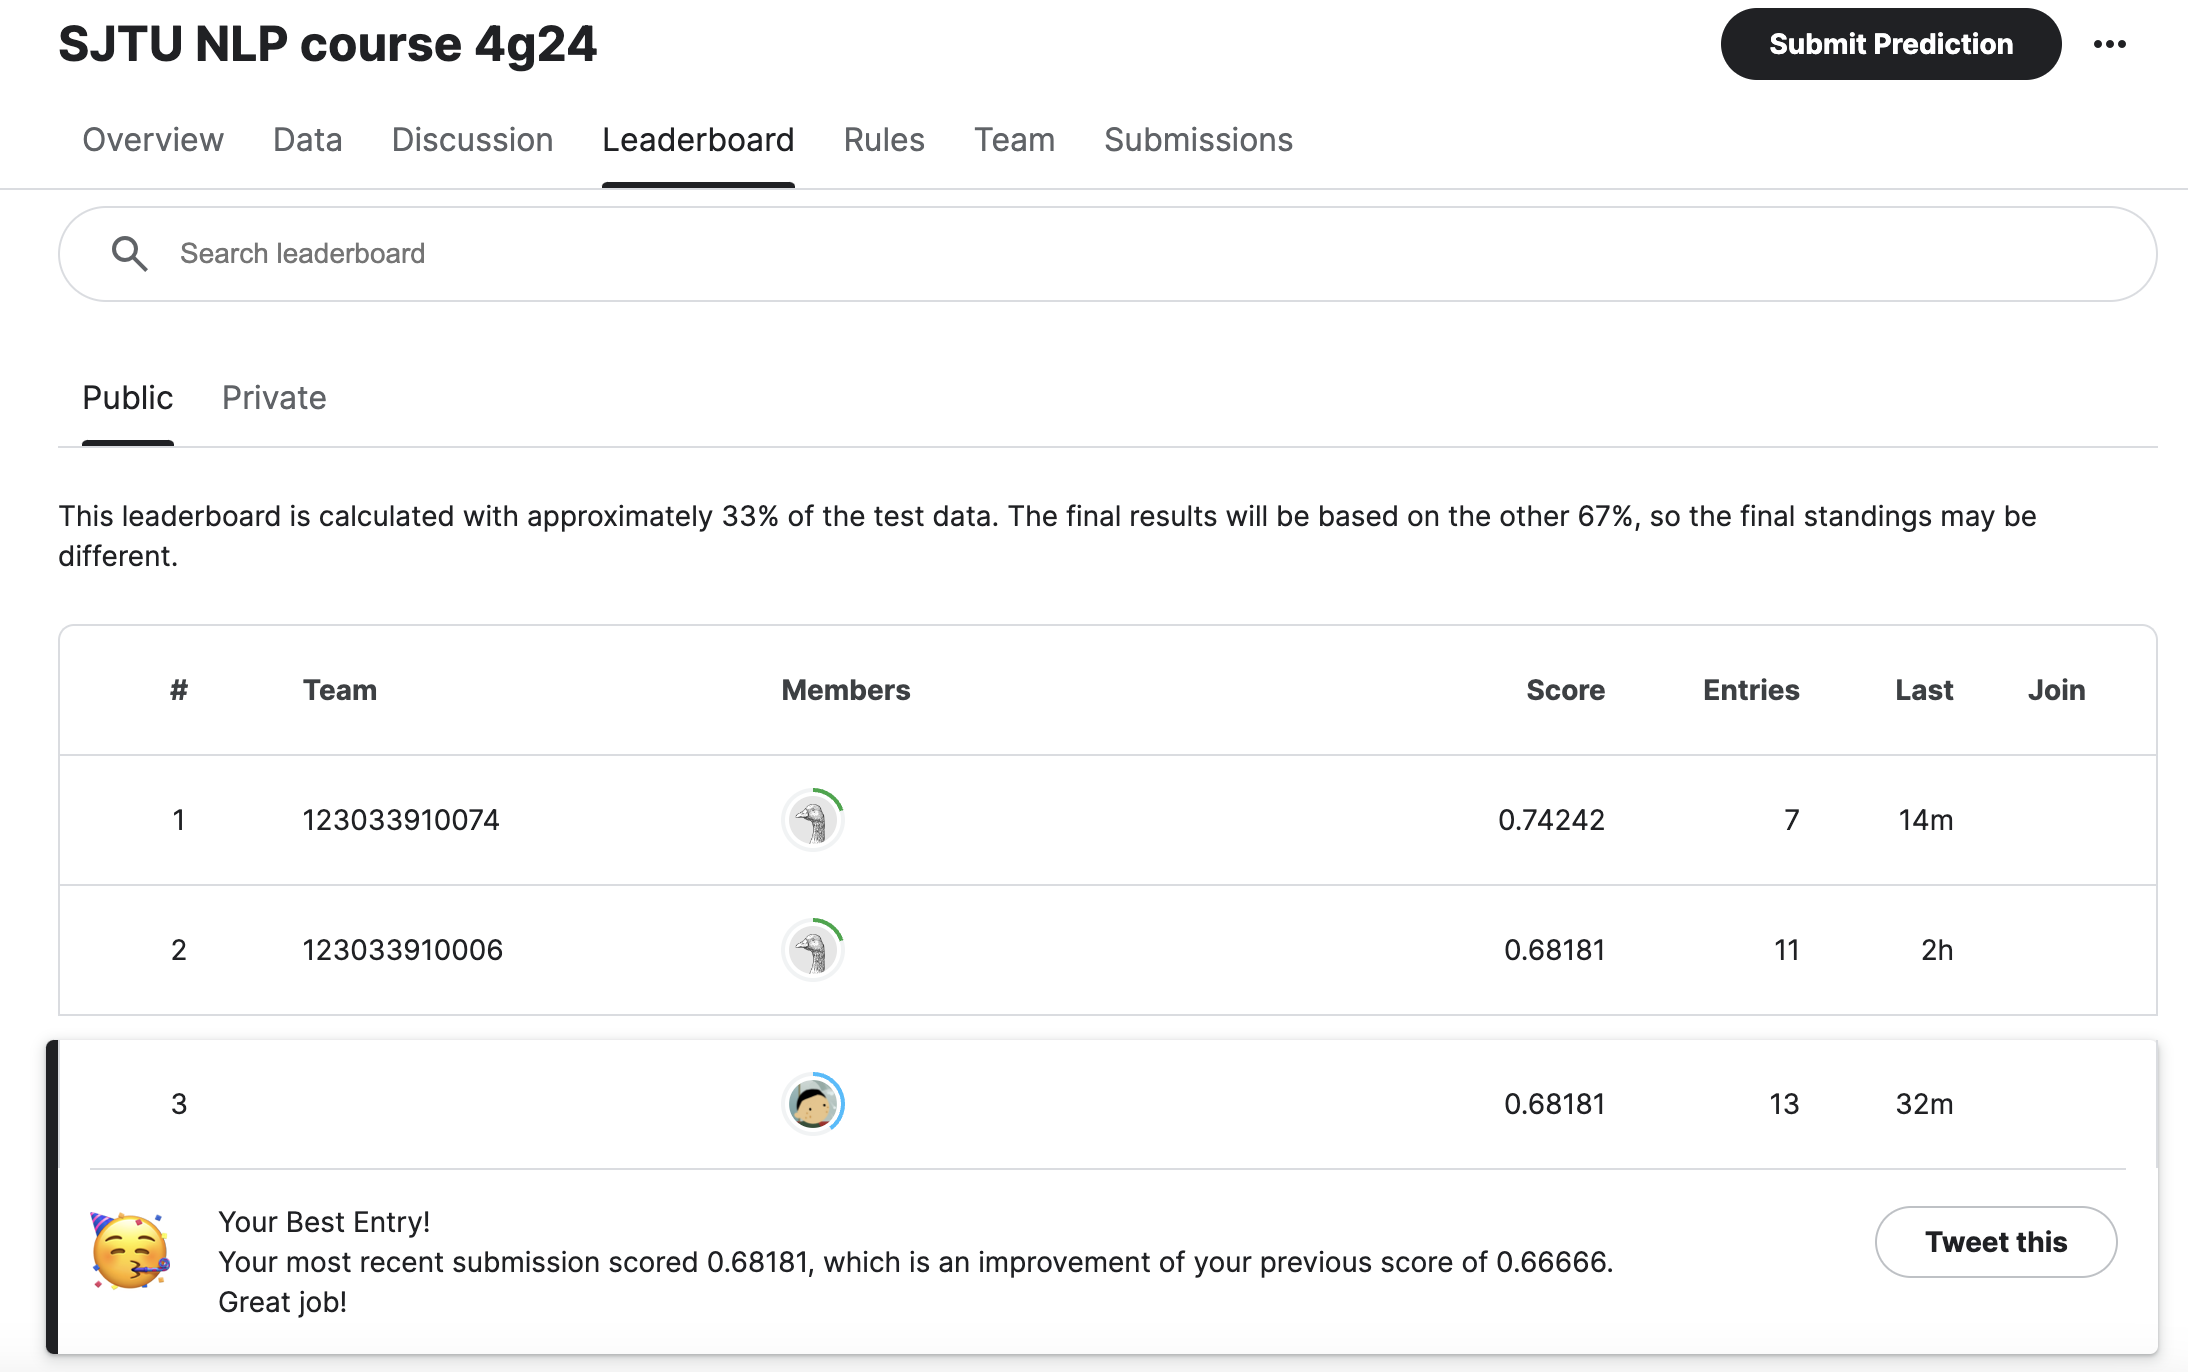 SJTU NLP course 4g24
Submit Prediction
Overview Data Discussion Leaderboard Rules Team Submissions
Search leaderboard
Public Private
This leaderboard is calculated with approximately 33% of the test data. The final results will be based on the other 67%, so the final standings may be
different.
# Team Members Score Entries Last Join
1 123033910074 0.74242 7 14m
2 123033910006 0.68181 11 2h
3 0.68181 13 32m
Your Best Entry!
Your most recent submission scored 0.68181, which is an improvement of your previous score of 0.66666.
Great job!
Tweet this